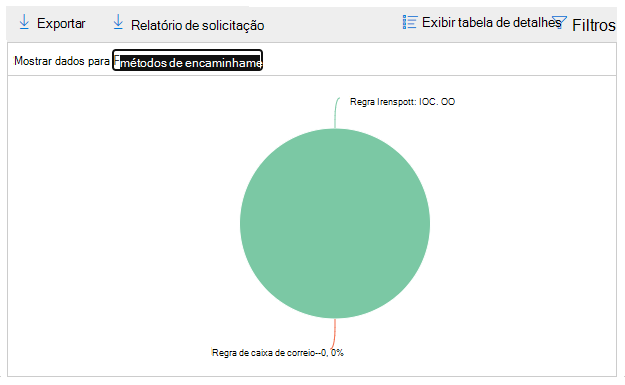 Exportar
Relatório de solicitação
Exibir tabela de detalhes
Filtros
Mostrar dados para
métodos de encaminhame
Regra Irenspott: IOC. OO
Regra de caixa de correio--0, 0%